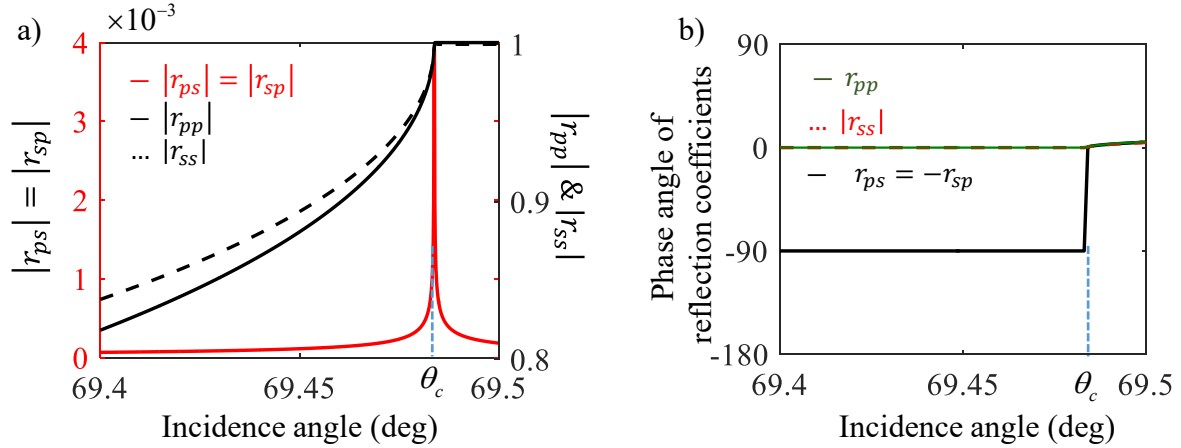 a)
×10⁻³
4
3
2
1
0
|r_ps| = |r_sp|
– |r_ps| = |r_sp|
– |r_pp|
... |r_ss|
1
0.9
0.8
|r_pp| & |r_ss|
69.4
69.45
θ_c
69.5
Incidence angle (deg)
b)
90
0
-90
-180
Phase angle of
reflection coefficients
– r_pp
... |r_ss|
– r_ps = −r_sp
69.4
69.45
θ_c
69.5
Incidence angle (deg)